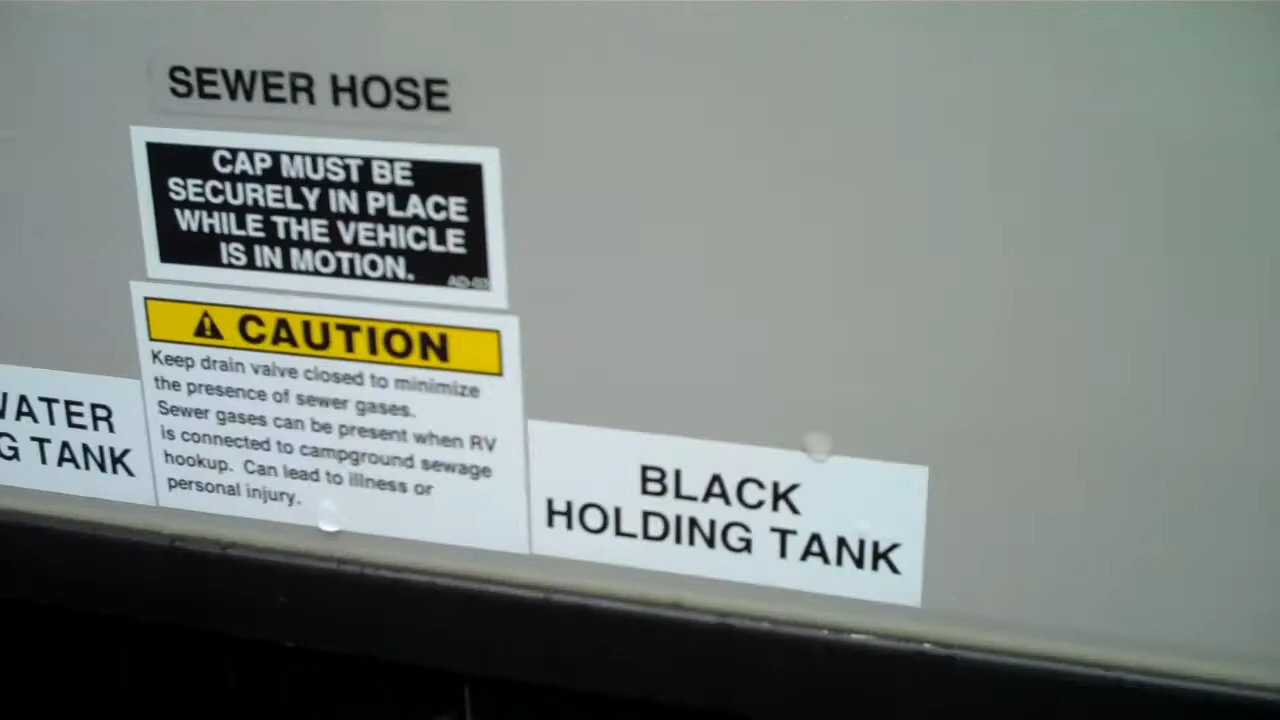 SEWER HOSE
CAP MUST BE
SECURELY IN PLACE
WHILE THE VEHICLE
IS IN MOTION.
CAUTION
Keep drain valve closed to minimize
the presence of sewer gases.
Sewer gases can be present when RV
is connected to campground sewage
hookup. Can lead to illness or
personal injury.
WATER
G TANK
BLACK
HOLDING TANK